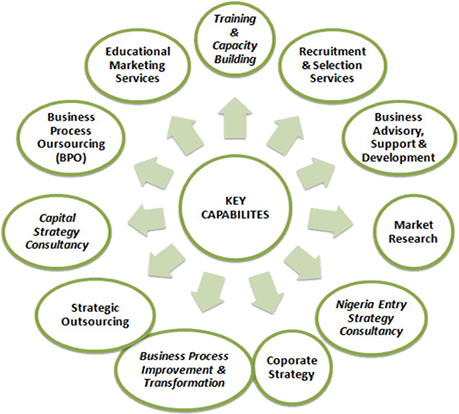 Training
&
Capacity
Building
Recruitment
& Selection
Services
Business
Advisory,
Support &
Development
Market
Research
Nigeria Entry
Strategy
Consultancy
Coporate
Strategy
Business Process
Improvement &
Transformation
Strategic
Outsourcing
Capital
Strategy
Consultancy
Business
Process
Oursourcing
(BPO)
Educational
Marketing
Services
KEY
CAPABILITES